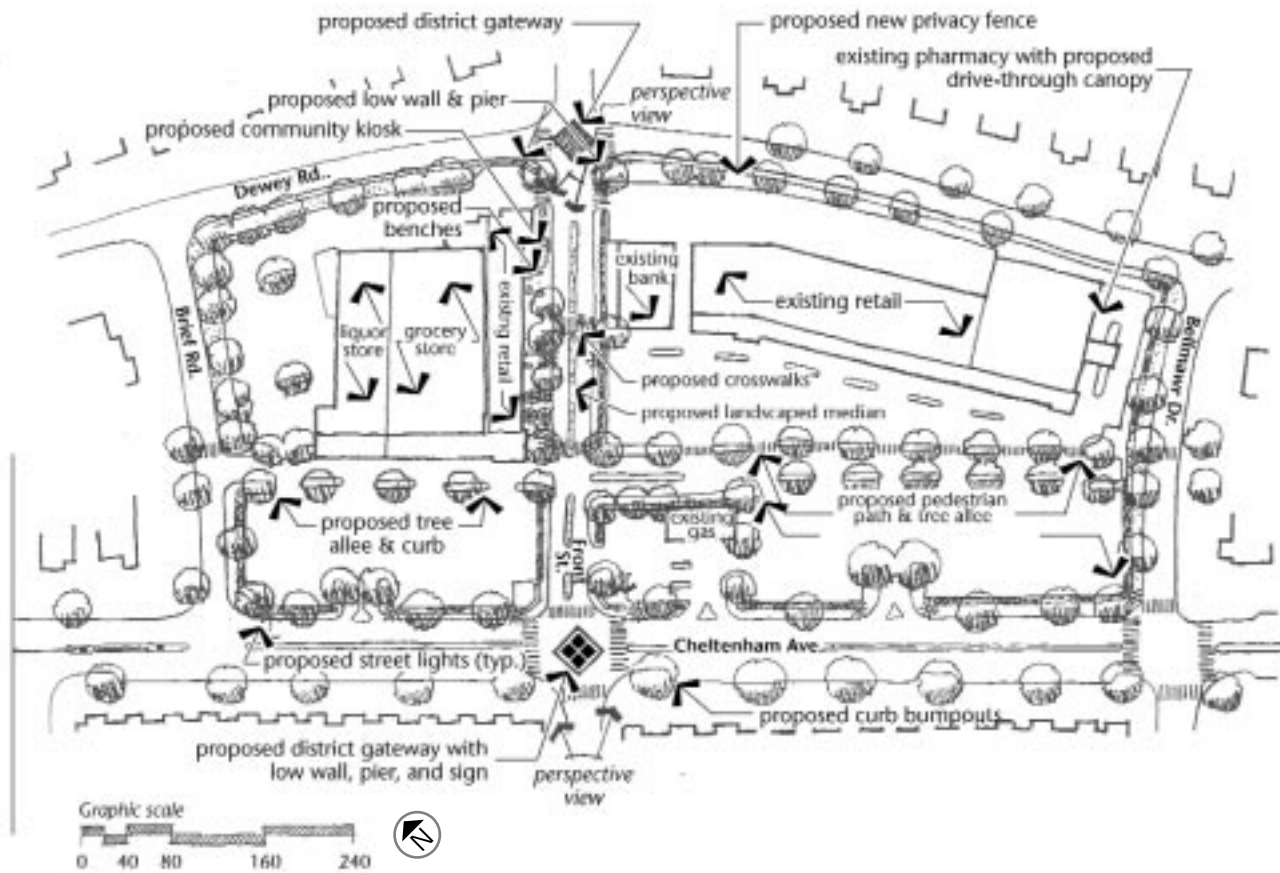 proposed district gateway
proposed new privacy fence
existing pharmacy with proposed
drive-through canopy
proposed low wall & pier
perspective
view
proposed community kiosk
Dewey Rd..
proposed
benches
existing
bank
existing retail
existing retail
liquor
store
grocery
store
Briet Rd.
proposed crosswalks
proposed landscaped median
proposed pedestrian
path & tree allee
existing
gas
proposed tree
allee & curb
Front
St.
Cheltenham Ave.
proposed street lights (typ.)
proposed curb bumpouts
proposed district gateway with
low wall, pier, and sign
perspective
view
Graphic scale
0 40 80 160 240
N